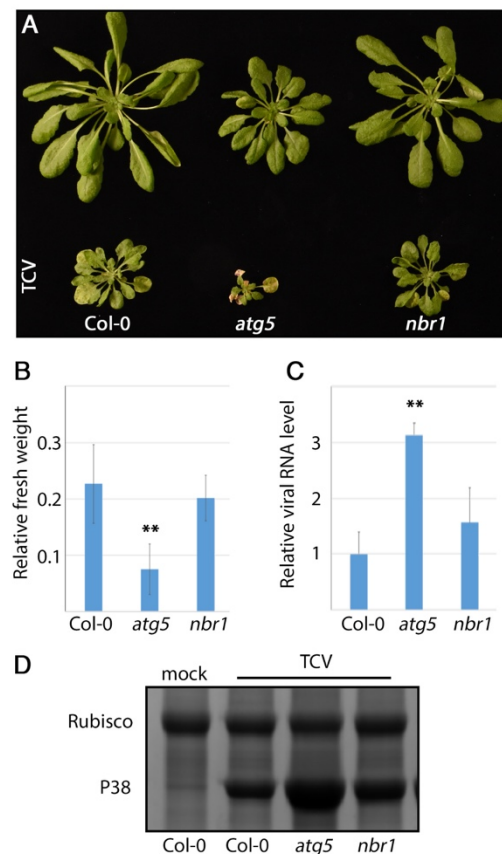 A
TCV
Col-0 atg5 nbr1
B
Relative fresh weight
0.3
0.2
0.1
**
Col-0 atg5 nbr1
C
Relative viral RNA level
3
2
1
**
Col-0 atg5 nbr1
D
mock TCV
Rubisco
P38
Col-0 Col-0 atg5 nbr1